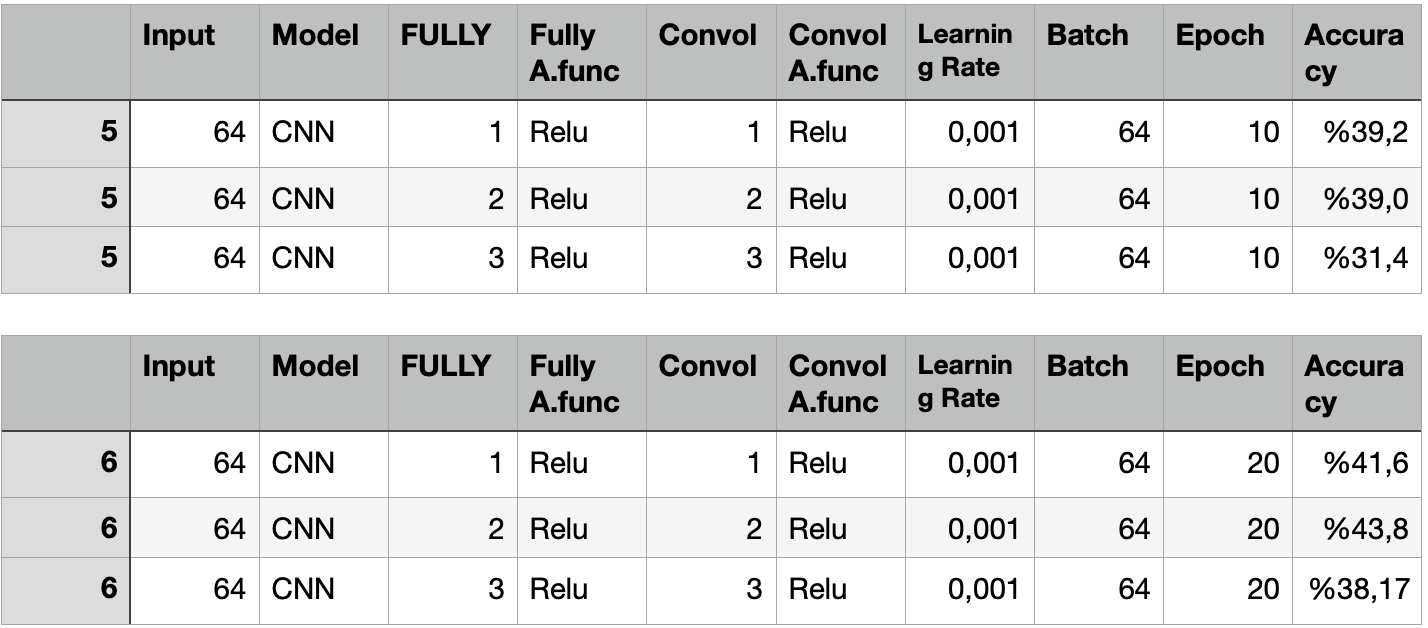 Input Model FULLY Fully A.func Convol Convol A.func Learning Rate Batch Epoch Accuracy
5 64 CNN 1 Relu 1 Relu 0,001 64 10 %39,2
5 64 CNN 2 Relu 2 Relu 0,001 64 10 %39,0
5 64 CNN 3 Relu 3 Relu 0,001 64 10 %31,4
Input Model FULLY Fully A.func Convol Convol A.func Learning Rate Batch Epoch Accuracy
6 64 CNN 1 Relu 1 Relu 0,001 64 20 %41,6
6 64 CNN 2 Relu 2 Relu 0,001 64 20 %43,8
6 64 CNN 3 Relu 3 Relu 0,001 64 20 %38,17